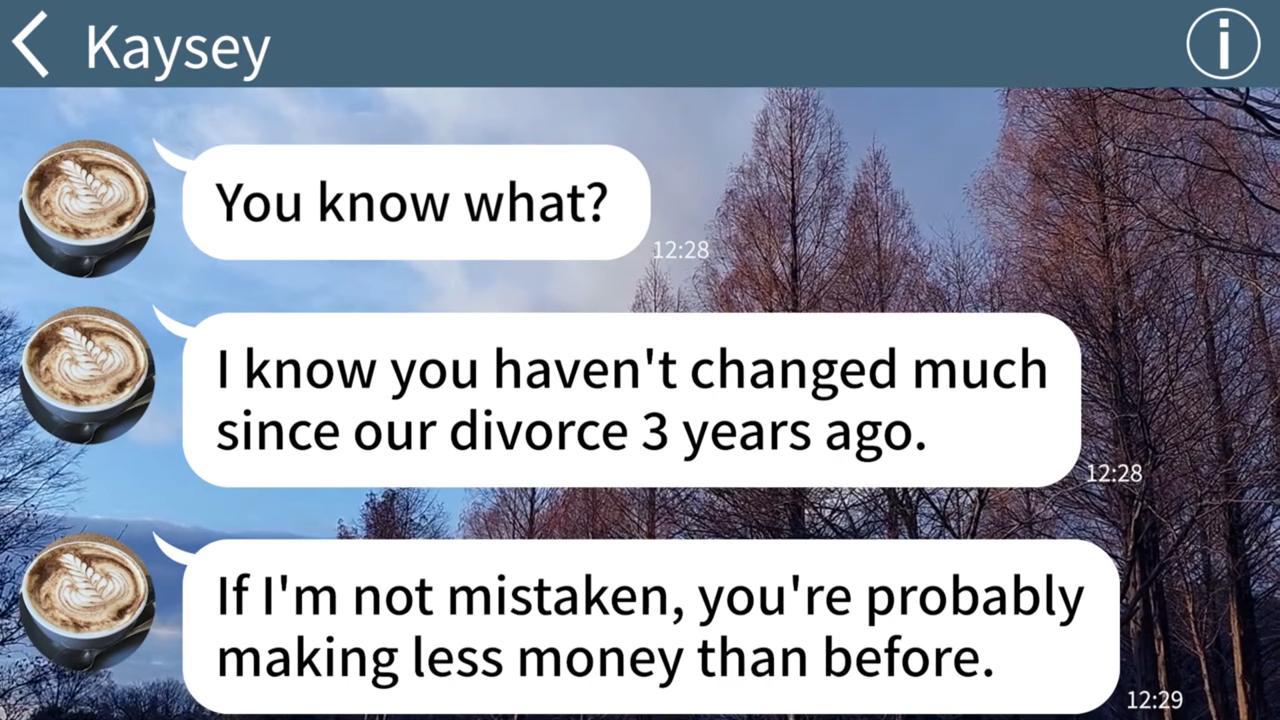 Kaysey
You know what?
12:28
I know you haven't changed much
since our divorce 3 years ago.
12:28
If I'm not mistaken, you're probably
making less money than before.
12:29